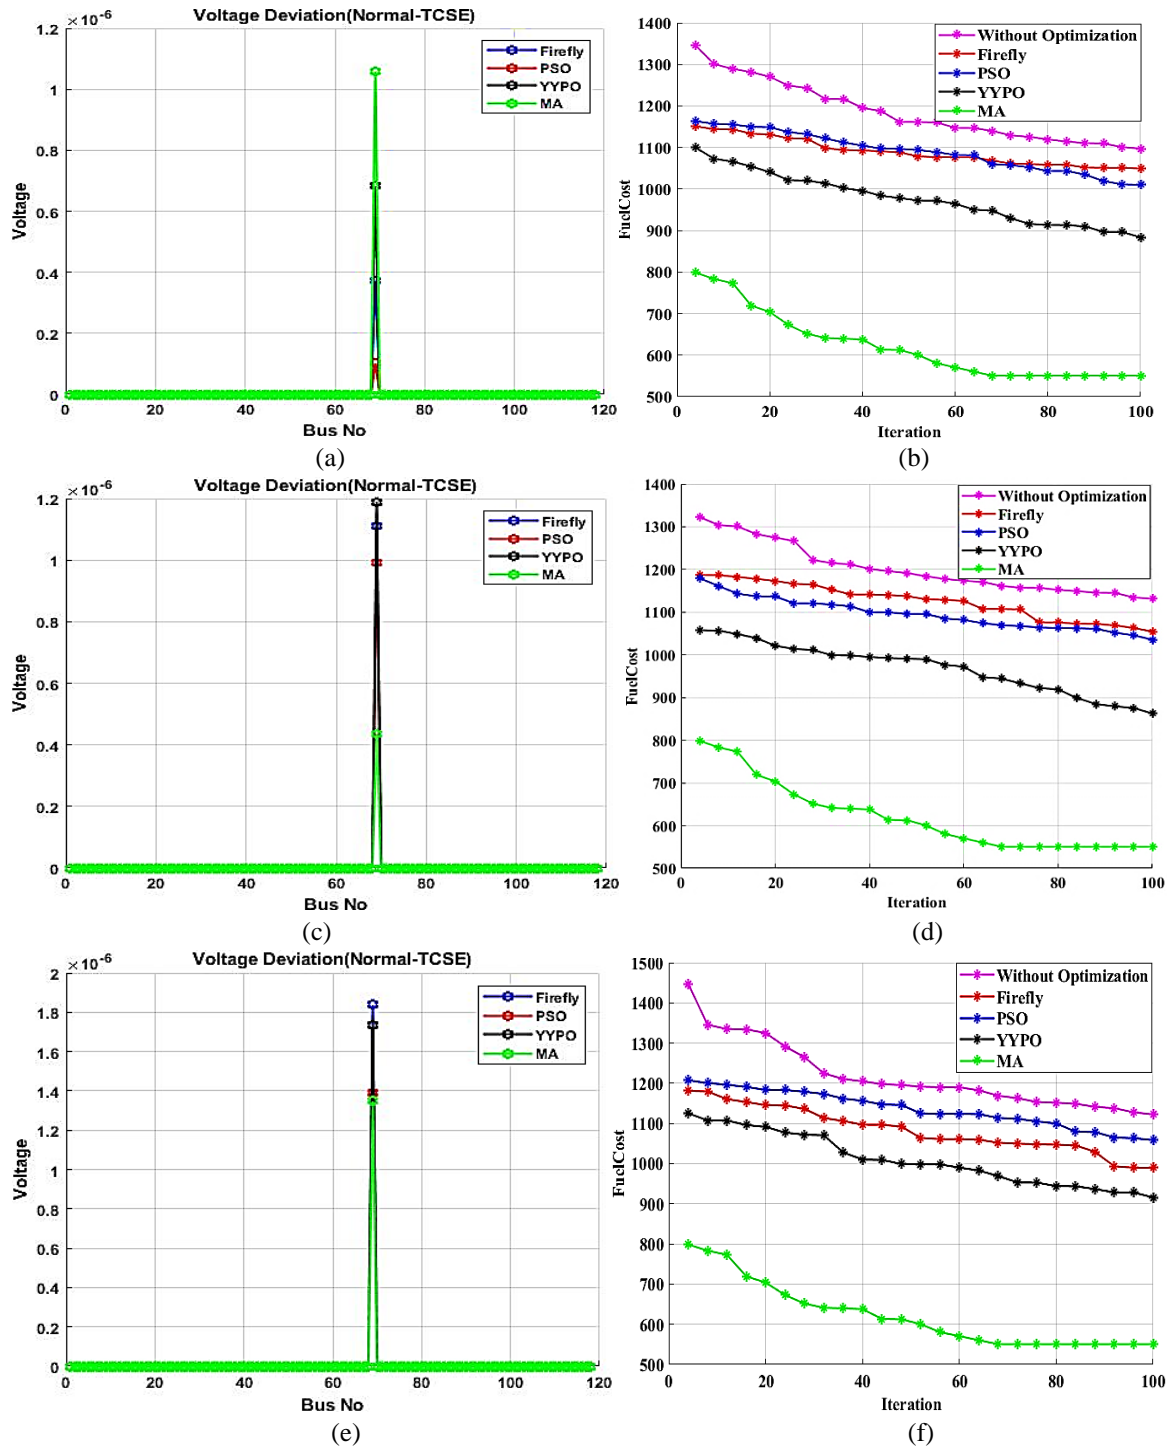 Voltage Deviation(Normal-TCSE)
×10^-6
1.2
1
0.8
0.6
0.4
0.2
0
Voltage
Firefly
PSO
YYPO
MA
0 20 40 60 80 100 120
Bus No
(a)
1400
1300
1200
1100
1000
900
800
700
600
500
FuelCost
Without Optimization
Firefly
PSO
YYPO
MA
0 20 40 60 80 100
Iteration
(b)
Voltage Deviation(Normal-TCSE)
×10^-6
1.2
1
0.8
0.6
0.4
0.2
0
Voltage
Firefly
PSO
YYPO
MA
0 20 40 60 80 100 120
Bus No
(c)
1400
1300
1200
1100
1000
900
800
700
600
500
FuelCost
Without Optimization
Firefly
PSO
YYPO
MA
0 20 40 60 80 100
Iteration
(d)
Voltage Deviation(Normal-TCSE)
×10^-6
2
1.8
1.6
1.4
1.2
1
0.8
0.6
0.4
0.2
0
Voltage
Firefly
PSO
YYPO
MA
0 20 40 60 80 100 120
Bus No
(e)
1500
1400
1300
1200
1100
1000
900
800
700
600
500
FuelCost
Without Optimization
Firefly
PSO
YYPO
MA
0 20 40 60 80 100
Iteration
(f)